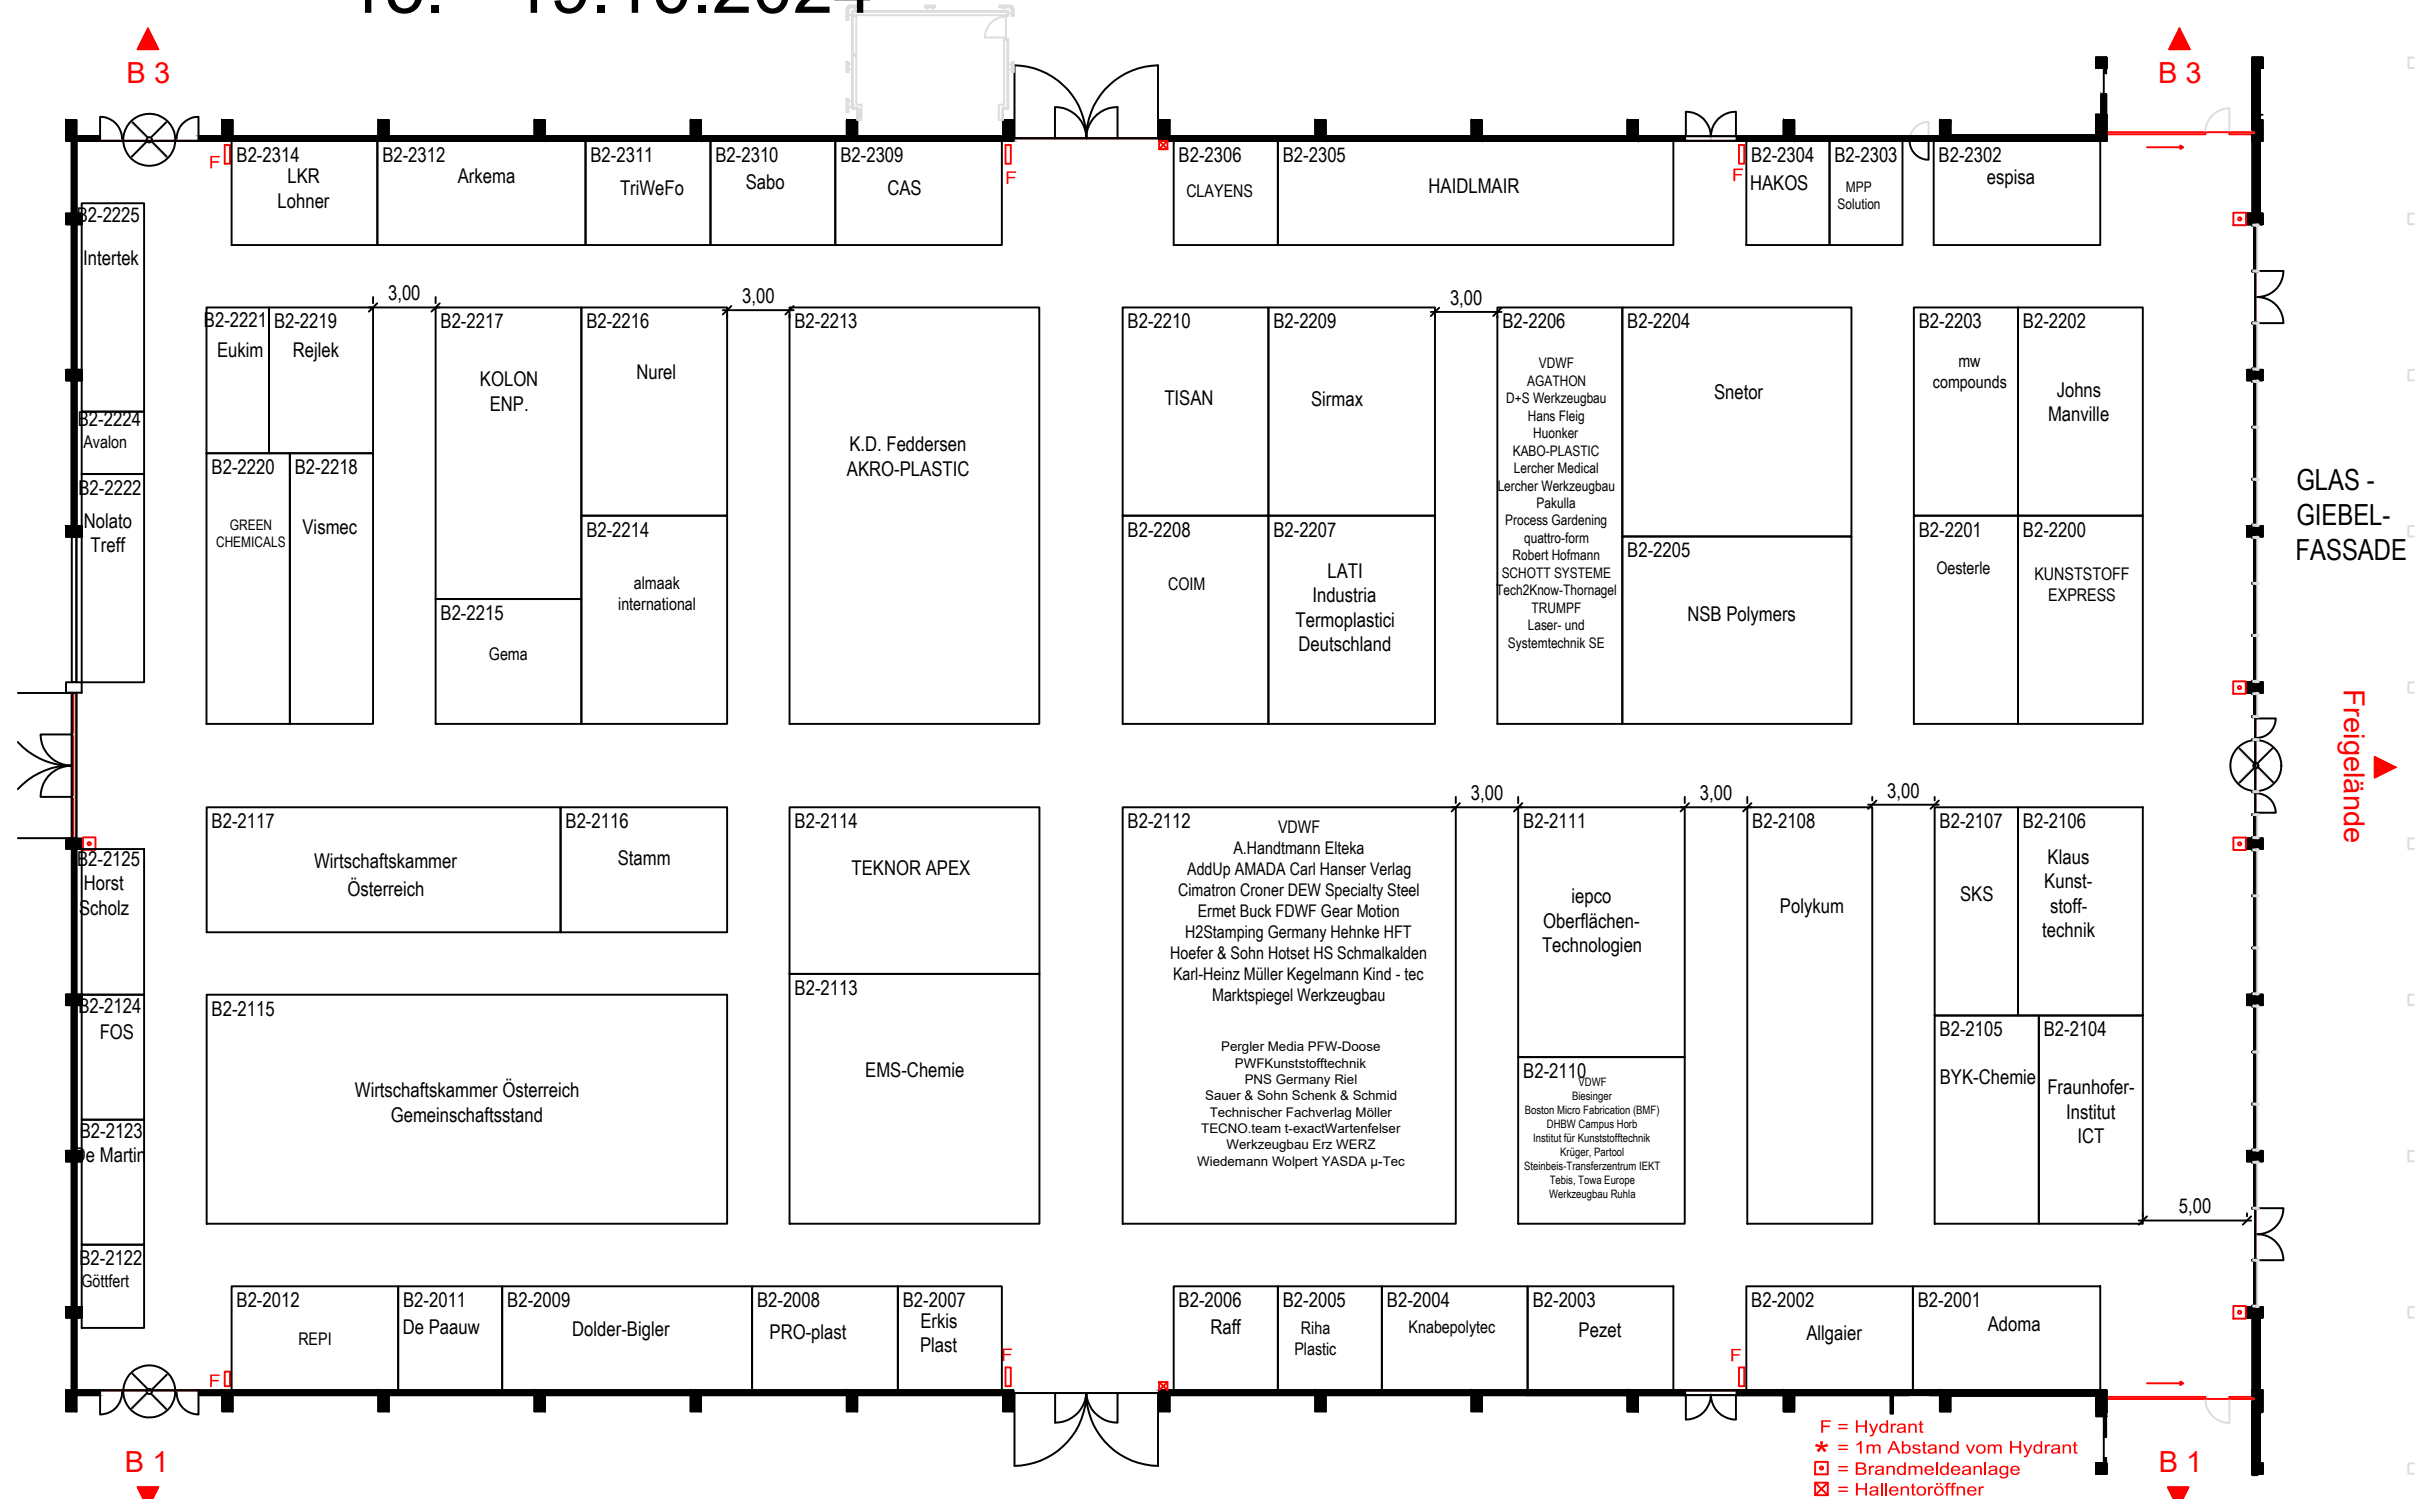 B 3
B 3
B2-2314
LKR
Lohner
B2-2312
Arkema
B2-2311
TriWeFo
B2-2310
Sabo
B2-2309
CAS
B2-2306
CLAYENS
B2-2305
HAIDLMAIR
B2-2304
HAKOS
B2-2303
MPP
Solution
B2-2302
espisa
F
F
F
B2-2225
Intertek
B2-2224
Avalon
B2-2222
Nolato
Treff
B2-2221
Eukim
B2-2219
Rejlek
3,00
B2-2220
GREEN
CHEMICALS
B2-2218
Vismec
B2-2217
KOLON
ENP.
B2-2216
Nurel
B2-2215
Gema
B2-2214
almaak
international
3,00
B2-2213
K.D. Feddersen
AKRO-PLASTIC
B2-2210
TISAN
B2-2209
Sirmax
B2-2208
COIM
B2-2207
LATI
Industria
Termoplastici
Deutschland
3,00
B2-2206
VDWF
AGATHON
D+S Werkzeugbau
Hans Fleig
Huonker
KABO-PLASTIC
Lercher Medical
Lercher Werkzeugbau
Pakulla
Process Gardening
quattro-form
Robert Hofmann
SCHOTT SYSTEME
Tech2Know-Thornagel
TRUMPF
Laser- und
Systemtechnik SE
B2-2204
Snetor
B2-2205
NSB Polymers
B2-2203
mw
compounds
B2-2202
Johns
Manville
B2-2201
Oesterle
B2-2200
KUNSTSTOFF
EXPRESS
GLAS -
GIEBEL-
FASSADE
Freigelände
B2-2125
Horst
Scholz
B2-2124
FOS
B2-2123
De Martin
B2-2122
Göttfert
B2-2117
Wirtschaftskammer
Österreich
B2-2116
Stamm
B2-2115
Wirtschaftskammer Österreich
Gemeinschaftsstand
B2-2114
TEKNOR APEX
B2-2113
EMS-Chemie
B2-2112
VDWF
A.Handtmann Elteka
AddUp AMADA Carl Hanser Verlag
Cimatron Croner DEW Specialty Steel
Ermet Buck FDWF Gear Motion
H2Stamping Germany Hehnke HFT
Hoefer & Sohn Hotset HS Schmalkalden
Karl-Heinz Müller Kegelmann Kind - tec
Marktspiegel Werkzeugbau
Pergler Media PFW-Doose
PWFKunststofftechnik
PNS Germany Riel
Sauer & Sohn Schenk & Schmid
Technischer Fachverlag Möller
TECNO.team t-exactWartenfelser
Werkzeugbau Erz WERZ
Wiedemann Wolpert YASDA µ-Tec
3,00
B2-2111
iepco
Oberflächen-
Technologien
B2-2110
VDWF
Biesinger
Boston Micro Fabrication (BMF)
DHBW Campus Horb
Institut für Kunststofftechnik
Krüger, Partool
Steinbeis-Transferzentrum IEKT
Tebis, Towa Europe
Werkzeugbau Ruhla
3,00
B2-2108
Polykum
3,00
B2-2107
SKS
B2-2106
Klaus
Kunst-
stoff-
technik
B2-2105
BYK-Chemie
B2-2104
Fraunhofer-
Institut
ICT
5,00
B2-2012
REPI
B2-2011
De Paauw
B2-2009
Dolder-Bigler
B2-2008
PRO-plast
B2-2007
Erkis
Plast
B2-2006
Raff
B2-2005
Riha
Plastic
B2-2004
Knabepolytec
B2-2003
Pezet
B2-2002
Allgaier
B2-2001
Adoma
F
F
F
B 1
B 1
F = Hydrant
* = 1m Abstand vom Hydrant
= Brandmeldeanlage
= Hallentoröffner